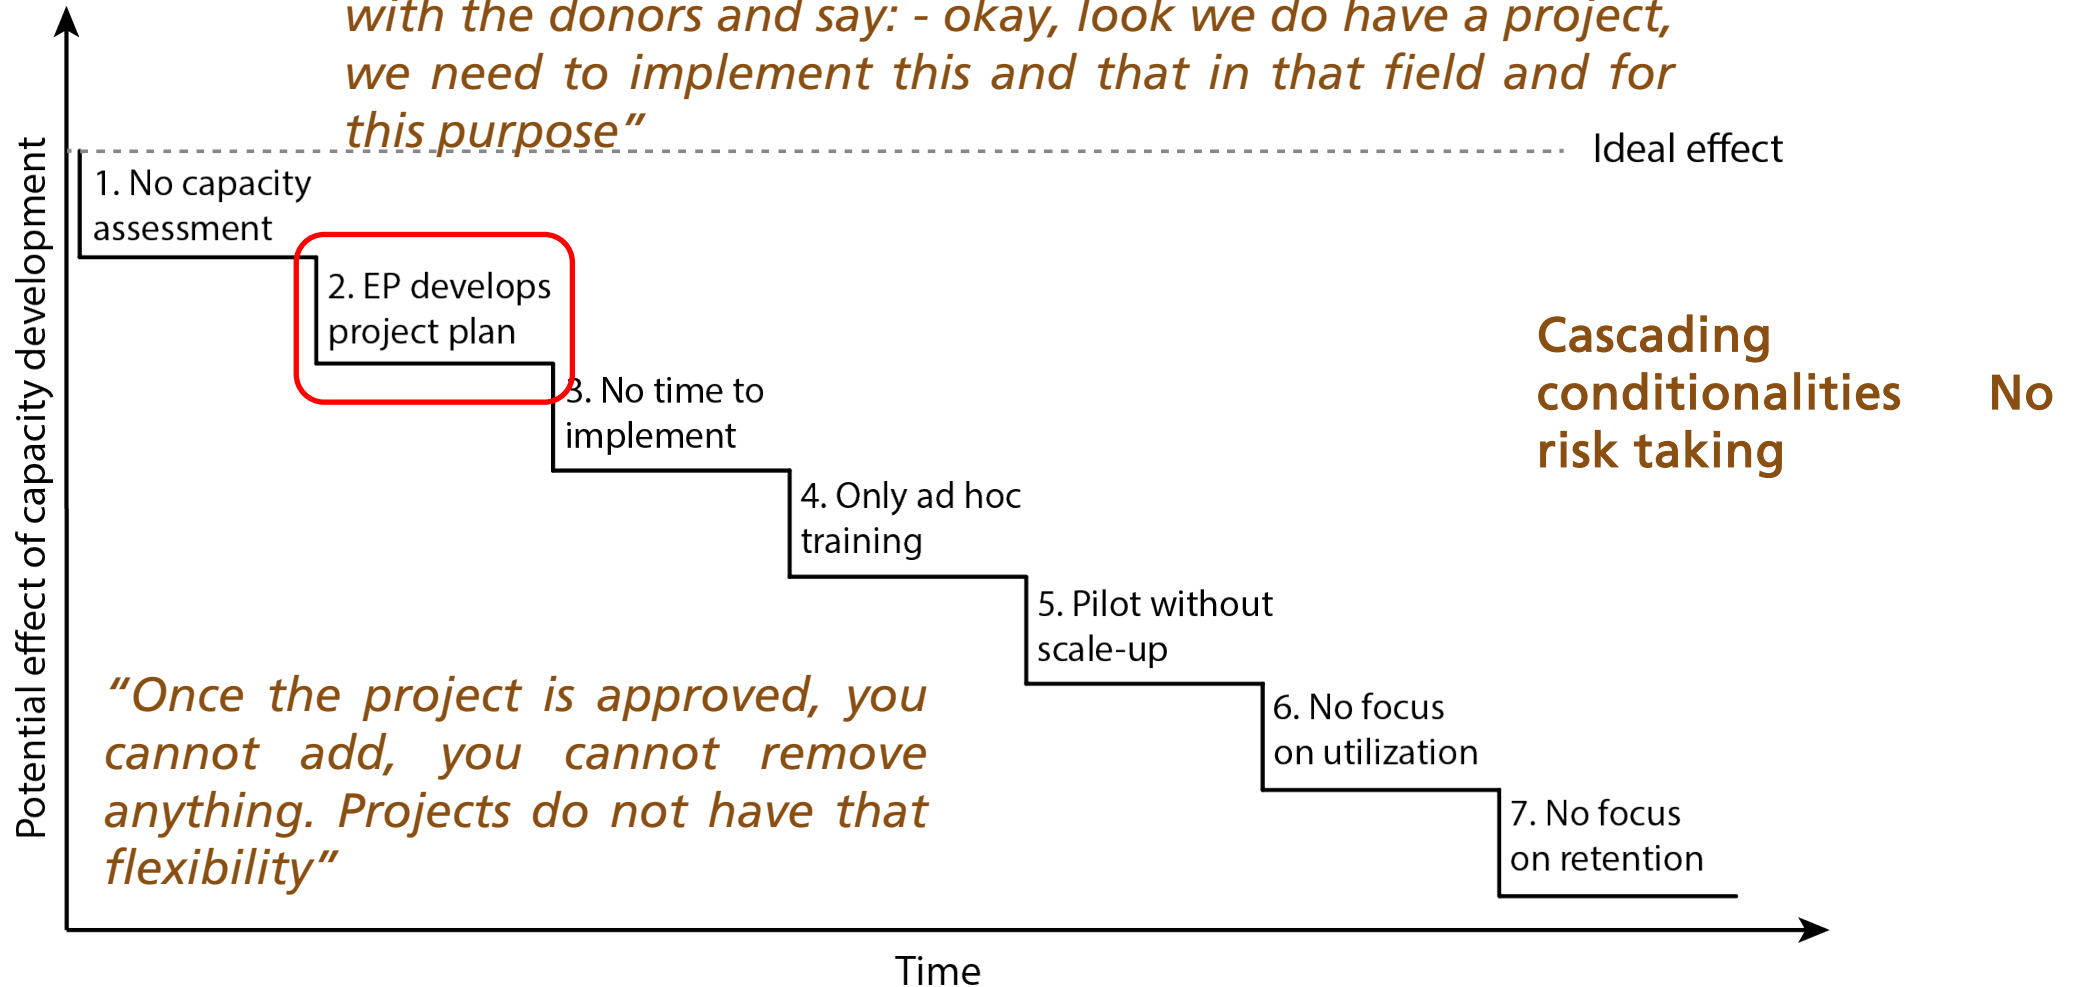 with the donors and say: - okay, look we do have a project,
we need to implement this and that in that field and for
this purpose”
Ideal effect
Potential effect of capacity development
1. No capacity
assessment
2. EP develops
project plan
3. No time to
implement
4. Only ad hoc
training
5. Pilot without
scale-up
6. No focus
on utilization
7. No focus
on retention
Cascading
conditionalities No
risk taking
“Once the project is approved, you
cannot add, you cannot remove
anything. Projects do not have that
flexibility”
Time